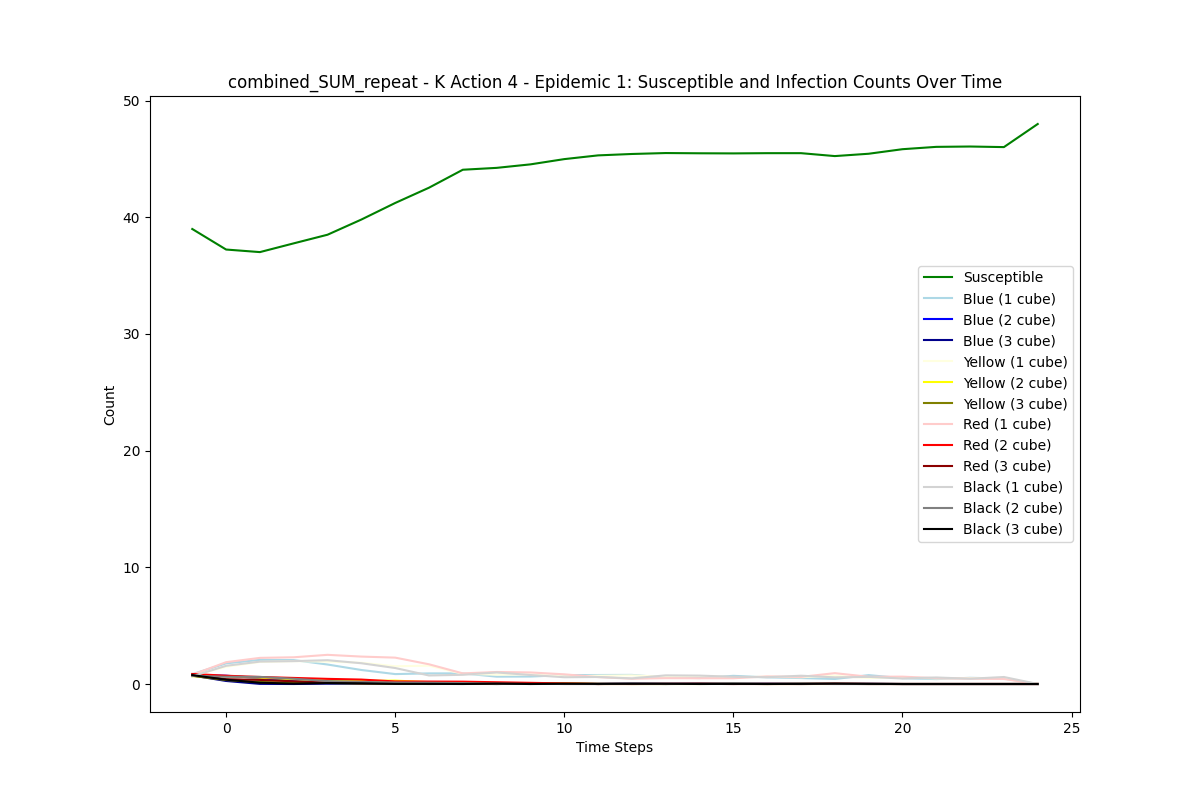 combined_SUM_repeat - K Action 4 - Epidemic 1: Susceptible and Infection Counts Over Time
50
40
30
20
10
0
Count
Susceptible
Blue (1 cube)
Blue (2 cube)
Blue (3 cube)
Yellow (1 cube)
Yellow (2 cube)
Yellow (3 cube)
Red (1 cube)
Red (2 cube)
Red (3 cube)
Black (1 cube)
Black (2 cube)
Black (3 cube)
0 5 10 15 20 25
Time Steps